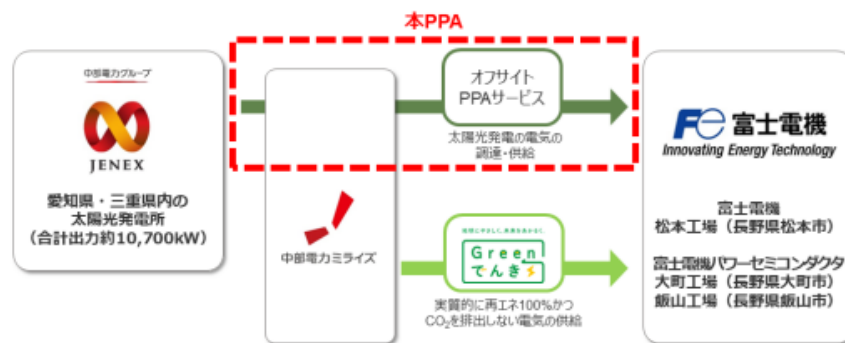 本PPA
中部電力グループ
JENEX
愛知県・三重県内の
太陽光発電所
(合計出力約10,700kW)
オフサイト
PPAサービス
太陽光発電の電気の
調達・供給
中部電力ミライズ
Green
でんき
実質的に再エネ100%かつ
CO₂を排出しない電気の供給
Fe 富士電機
Innovating Energy Technology
富士電機
松本工場（長野県松本市）
富士電機パワーセミコンダクタ
大町工場（長野県大町市）
飯山工場（長野県飯山市）